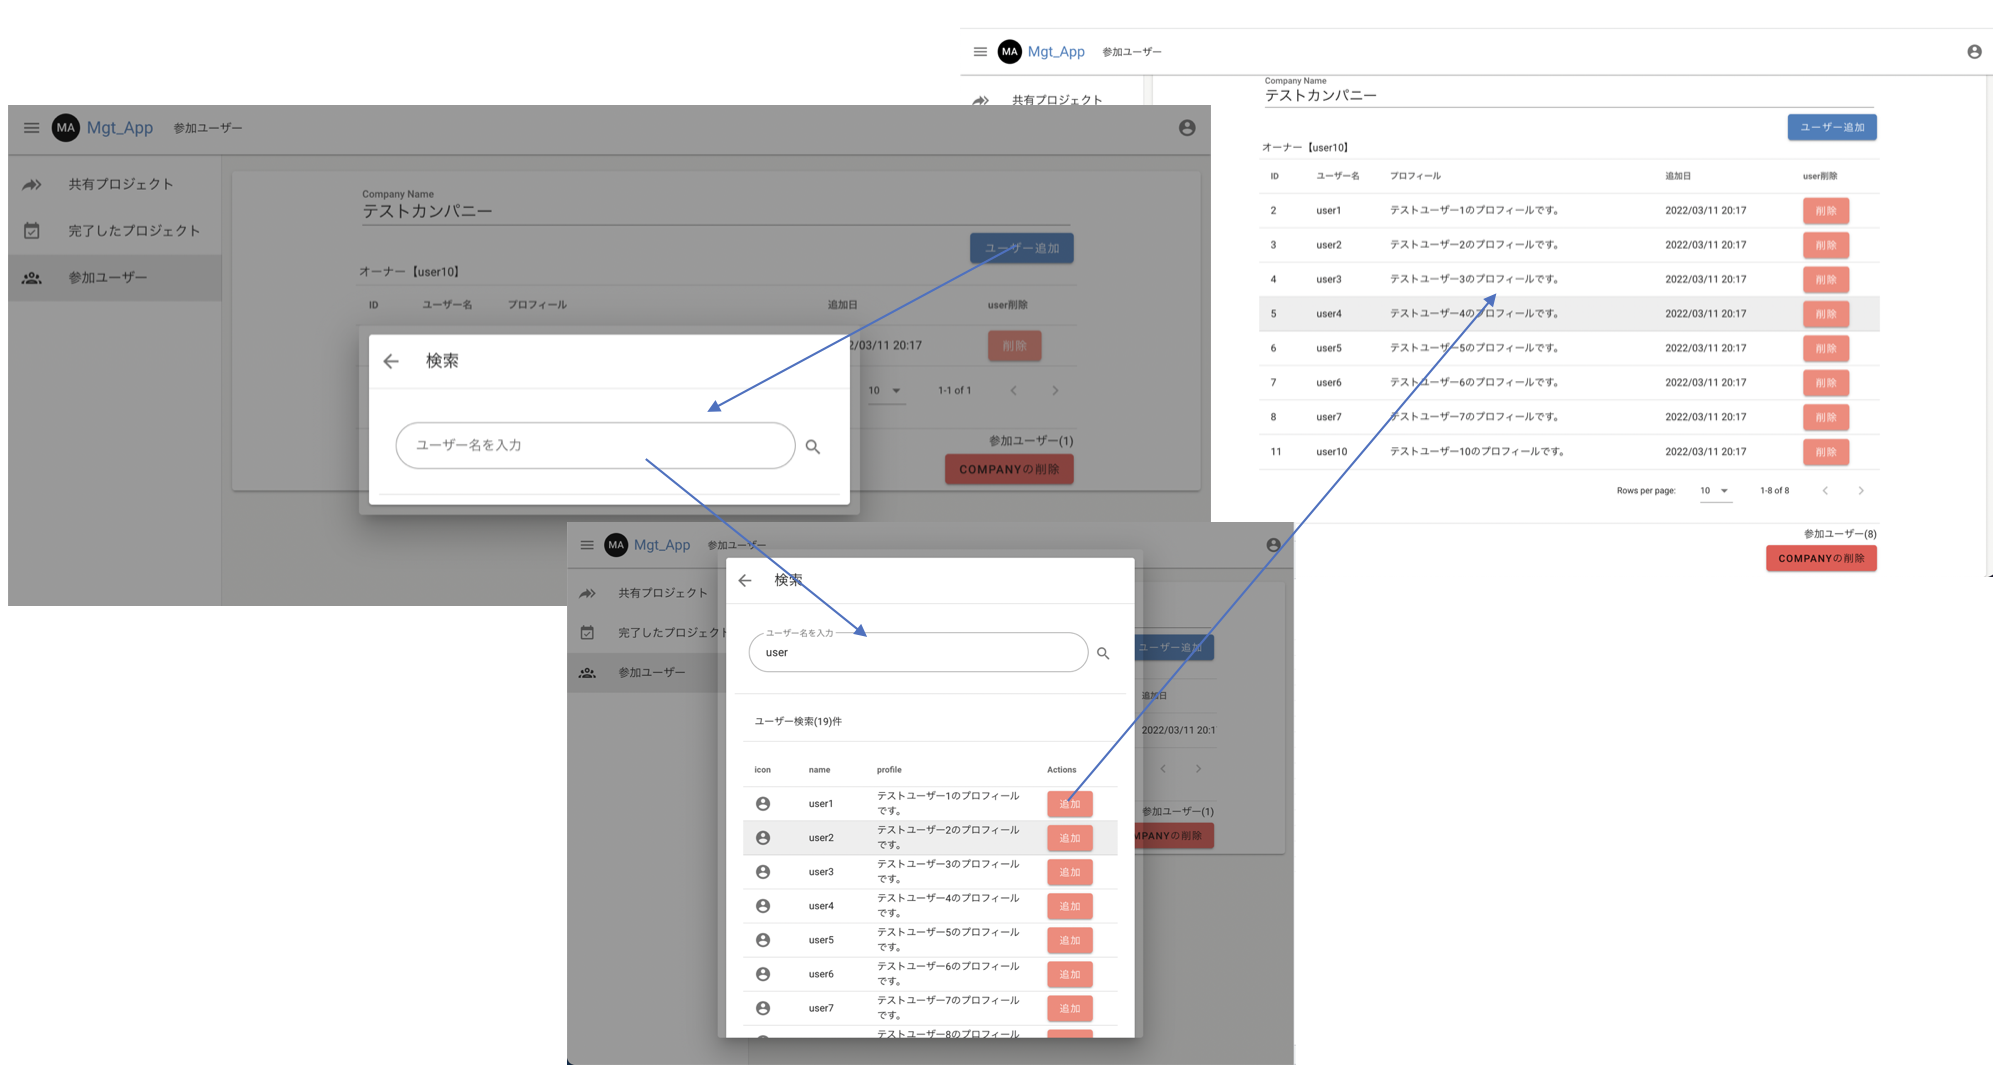 MA Mgt_App 参加ユーザー
共有プロジェクト
完了したプロジェクト
参加ユーザー
Company Name
テストカンパニー
ユーザー追加
オーナー【user10】
ID ユーザー名 プロフィール 追加日 user削除
2/03/11 20:17 削除
10 1-1 of 1
参加ユーザー(1)
COMPANYの削除
検索
ユーザー名を入力
MA Mgt_App 参加ユーザー
共有プロジェクト
完了したプロジェクト
参加ユーザー
検索
ユーザー名を入力
user
ユーザー検索(19)件
icon name profile Actions
user1 テストユーザー1のプロフィール
です。
追加
user2 テストユーザー2のプロフィール
です。
追加
user3 テストユーザー3のプロフィール
です。
追加
user4 テストユーザー4のプロフィール
です。
追加
user5 テストユーザー5のプロフィール
です。
追加
user6 テストユーザー6のプロフィール
です。
追加
user7 テストユーザー7のプロフィール
です。
追加
テストユーザー8のプロフィール
ユーザー追加
追加日
2022/03/11 20:1
参加ユーザー(1)
MPANYの削除
MA Mgt_App 参加ユーザー
共有プロジェクト
Company Name
テストカンパニー
ユーザー追加
オーナー【user10】
ID ユーザー名 プロフィール 追加日 user削除
2 user1 テストユーザー1のプロフィールです。 2022/03/11 20:17 削除
3 user2 テストユーザー2のプロフィールです。 2022/03/11 20:17 削除
4 user3 テストユーザー3のプロフィールです。 2022/03/11 20:17 削除
5 user4 テストユーザー4のプロフィールです。 2022/03/11 20:17 削除
6 user5 テストユーザー5のプロフィールです。 2022/03/11 20:17 削除
7 user6 テストユーザー6のプロフィールです。 2022/03/11 20:17 削除
8 user7 テストユーザー7のプロフィールです。 2022/03/11 20:17 削除
11 user10 テストユーザー10のプロフィールです。 2022/03/11 20:17 削除
Rows per page: 10 1-8 of 8
参加ユーザー(8)
COMPANYの削除